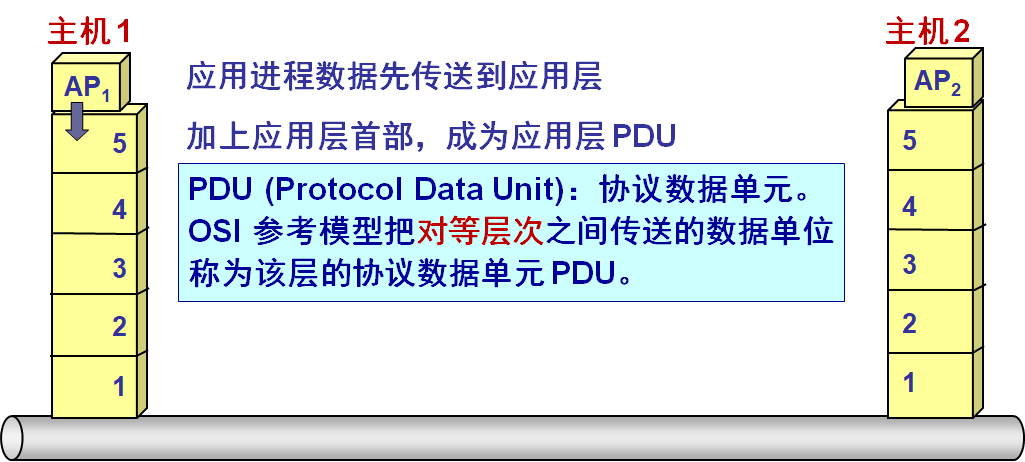 主机1
主机2
AP1
AP2
应用进程数据先传送到应用层
加上应用层首部，成为应用层 PDU
PDU (Protocol Data Unit)：协议数据单元。
OSI 参考模型把对等层次之间传送的数据单位
称为该层的协议数据单元 PDU。
5
4
3
2
1
5
4
3
2
1